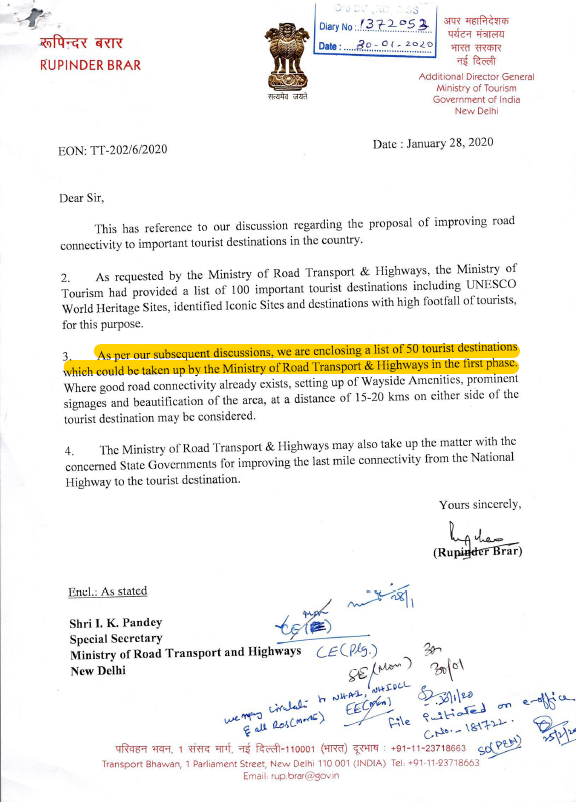 Diary No : 1372053
Date : 30-01-2020
रूपिन्दर बरार
RUPINDER BRAR
सत्यमेव जयते
अपर महानिदेशक
पर्यटन मंत्रालय
भारत सरकार
नई दिल्ली
Additional Director General
Ministry of Tourism
Government of India
New Delhi
EON: TT-202/6/2020
Date : January 28, 2020
Dear Sir,
This has reference to our discussion regarding the proposal of improving road
connectivity to important tourist destinations in the country.
2. As requested by the Ministry of Road Transport & Highways, the Ministry of
Tourism had provided a list of 100 important tourist destinations including UNESCO
World Heritage Sites, identified Iconic Sites and destinations with high footfall of tourists,
for this purpose.
3. As per our subsequent discussions, we are enclosing a list of 50 tourist destinations
which could be taken up by the Ministry of Road Transport & Highways in the first phase.
Where good road connectivity already exists, setting up of Wayside Amenities, prominent
signages and beautification of the area, at a distance of 15-20 kms on either side of the
tourist destination may be considered.
4. The Ministry of Road Transport & Highways may also take up the matter with the
concerned State Governments for improving the last mile connectivity from the National
Highway to the tourist destination.
Yours sincerely,
(Rupinder Brar)
Encl.: As stated
28/1
Shri I. K. Pandey
Special Secretary
Ministry of Road Transport and Highways
New Delhi
CE (Plg.)
SE (Mon)
30/01
we may circulate to NHAI, NHIDCL
& all ROs
EE(Mon)
30/1/20
File initiated on e-office
C.No. - 181722.
परिवहन भवन, 1 संसद मार्ग, नई दिल्ली-110001 (भारत) दूरभाष : +91-11-23718663
Transport Bhawan, 1 Parliament Street, New Delhi 110 001 (INDIA) Tel: +91-11-23718663
Email: rup.brar@gov.in